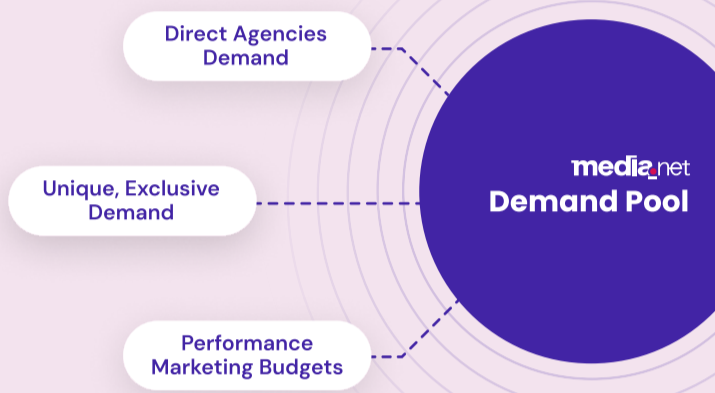 Direct Agencies
Demand
Unique, Exclusive
Demand
Performance
Marketing Budgets
media.net
Demand Pool